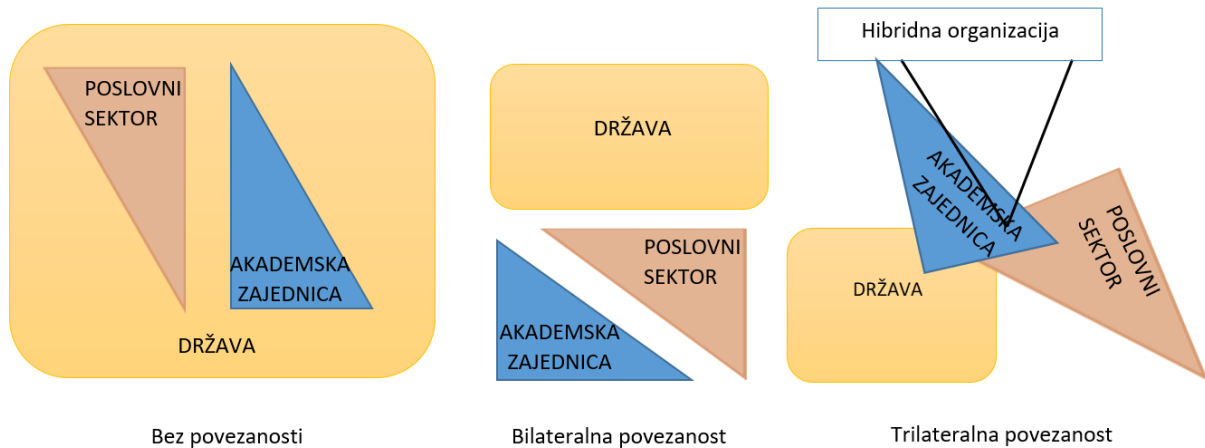 POSLOVNI
SEKTOR
AKADEMSKA
ZAJEDNICA
DRŽAVA
Bez povezanosti
DRŽAVA
POSLOVNI
SEKTOR
AKADEMSKA
ZAJEDNICA
Bilateralna povezanost
Hibridna organizacija
AKADEMSKA
ZAJEDNICA
POSLOVNI
SEKTOR
DRŽAVA
Trilateralna povezanost